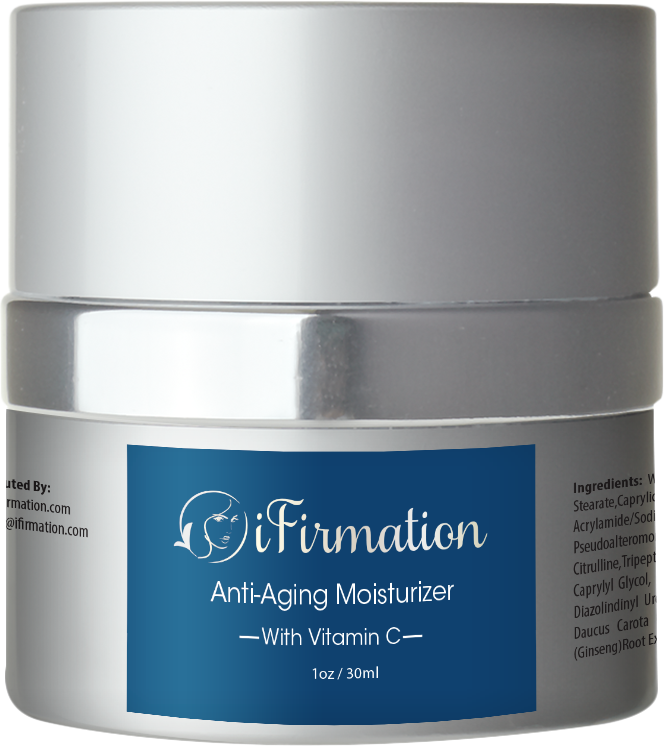 uted By:
rmation.com
@ifirmation.com
iFirmation
Anti-Aging Moisturizer
—With Vitamin C—
1oz / 30ml
Ingredients: W
Stearate,Caprylic
Acrylamide/Sodi
Pseudoalteromo
Citrulline,Tripept
Caprylyl Glycol,
Diazolindinyl Ur
Daucus Carota
(Ginseng)Root Ex